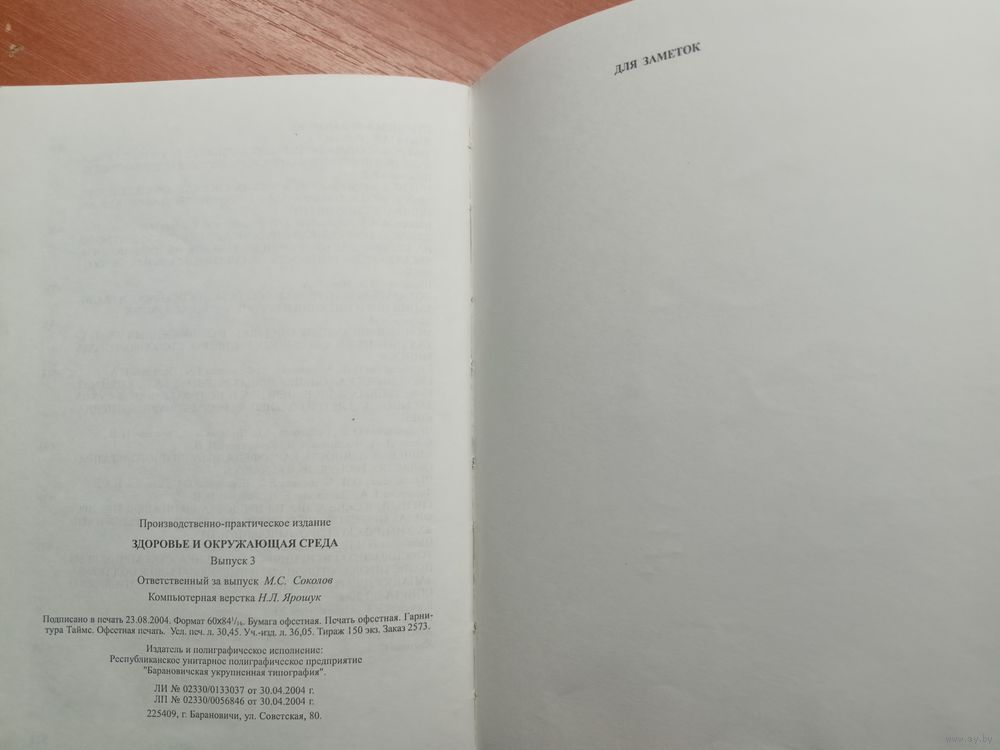 Производственно-практическое издание
ЗДОРОВЬЕ И ОКРУЖАЮЩАЯ СРЕДА
Выпуск 3
Ответственный за выпуск М.С. Соколов
Компьютерная верстка Н.Л. Ярошук
Подписано в печать 23.08.2004. Формат 60х84¹/₁₆. Бумага офсетная. Печать офсетная. Гарни-
тура Таймс. Офсетная печать. Усл. печ. л. 30,45. Уч.-изд. л. 36,05. Тираж 150 экз. Заказ 2573.
Издатель и полиграфическое исполнение:
Республиканское унитарное полиграфическое предприятие
"Барановичская укрупненная типография".
ЛИ № 02330/0133037 от 30.04.2004 г.
ЛП № 02330/0056846 от 30.04.2004 г.
225409, г. Барановичи, ул. Советская, 80.
ДЛЯ ЗАМЕТОК
www.ay.by